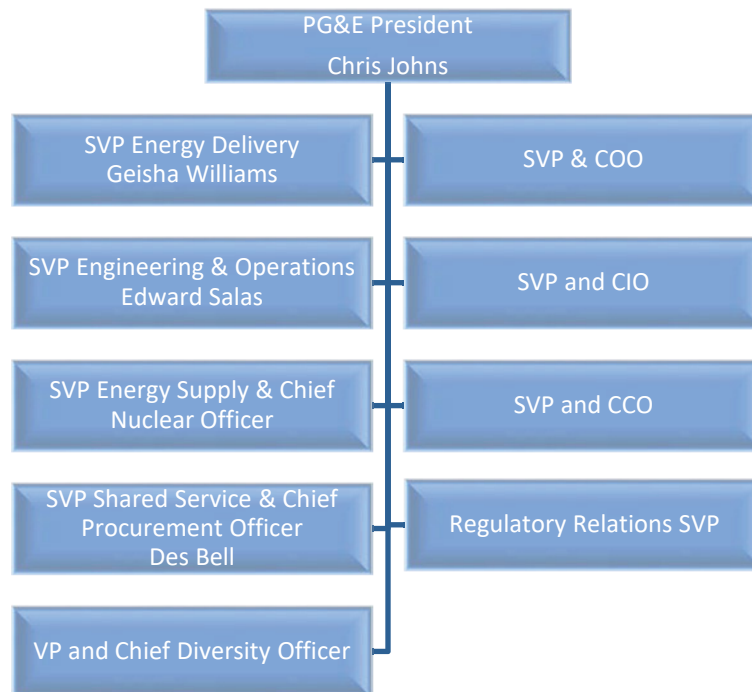 PG&E President
Chris Johns
SVP Energy Delivery
Geisha Williams
SVP & COO
SVP Engineering & Operations
Edward Salas
SVP and CIO
SVP Energy Supply & Chief
Nuclear Officer
SVP and CCO
SVP Shared Service & Chief
Procurement Officer
Des Bell
Regulatory Relations SVP
VP and Chief Diversity Officer